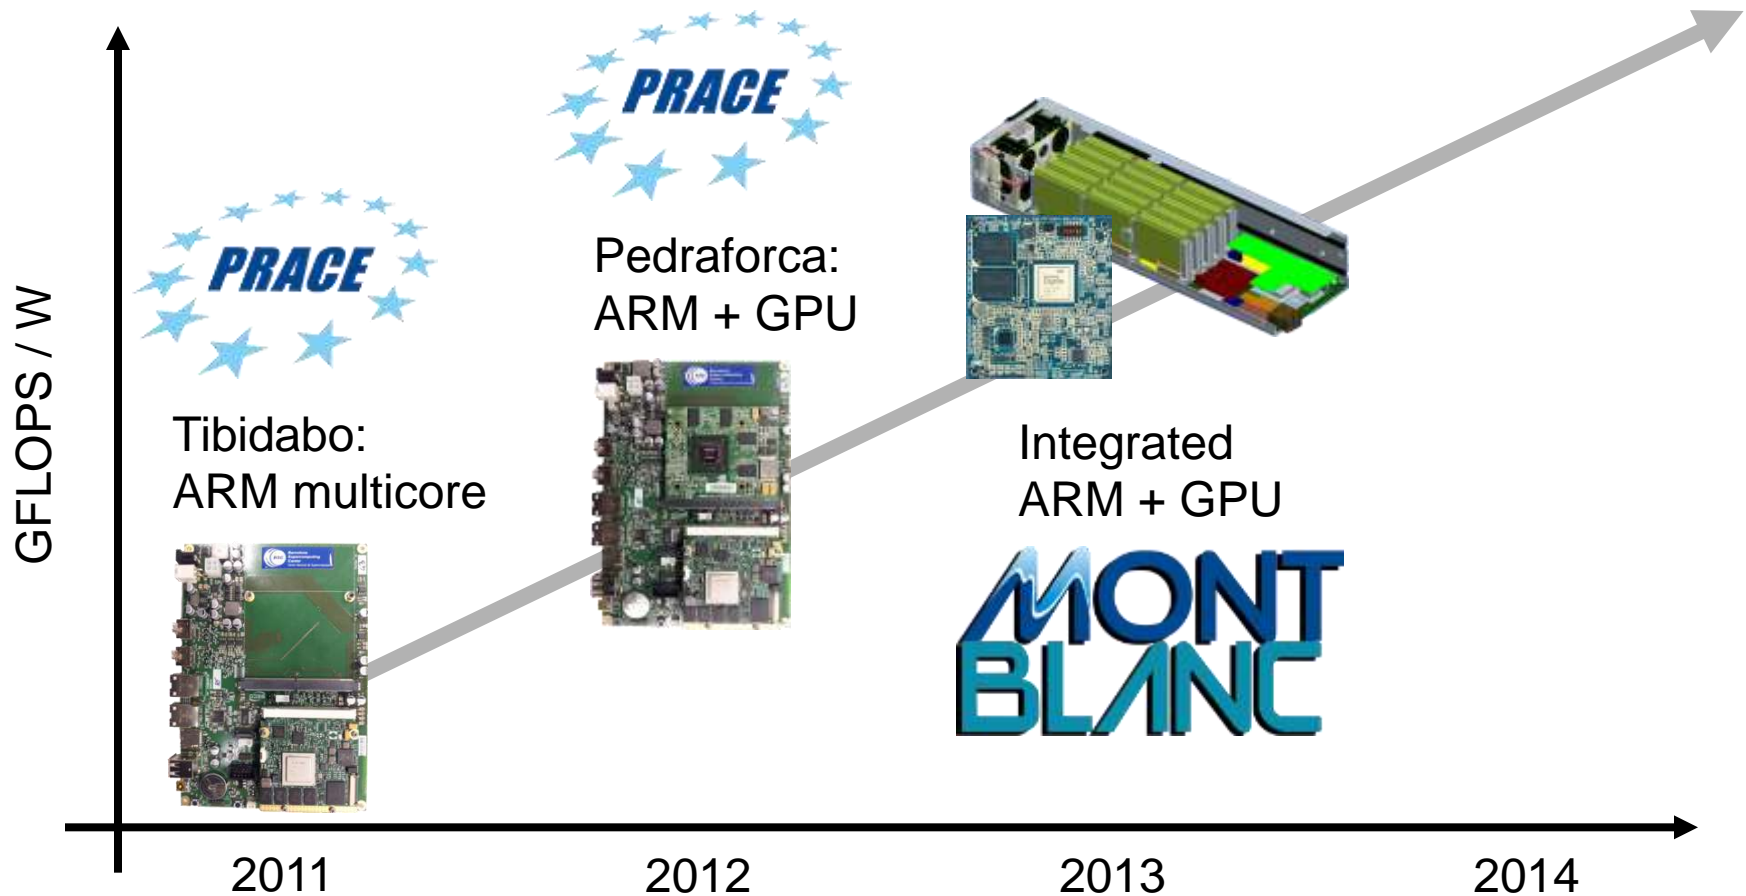 GFLOPS / W
PRACE
Tibidabo:
ARM multicore
PRACE
Pedraforca:
ARM + GPU
Integrated
ARM + GPU
MONT
BLANC
2011
2012
2013
2014